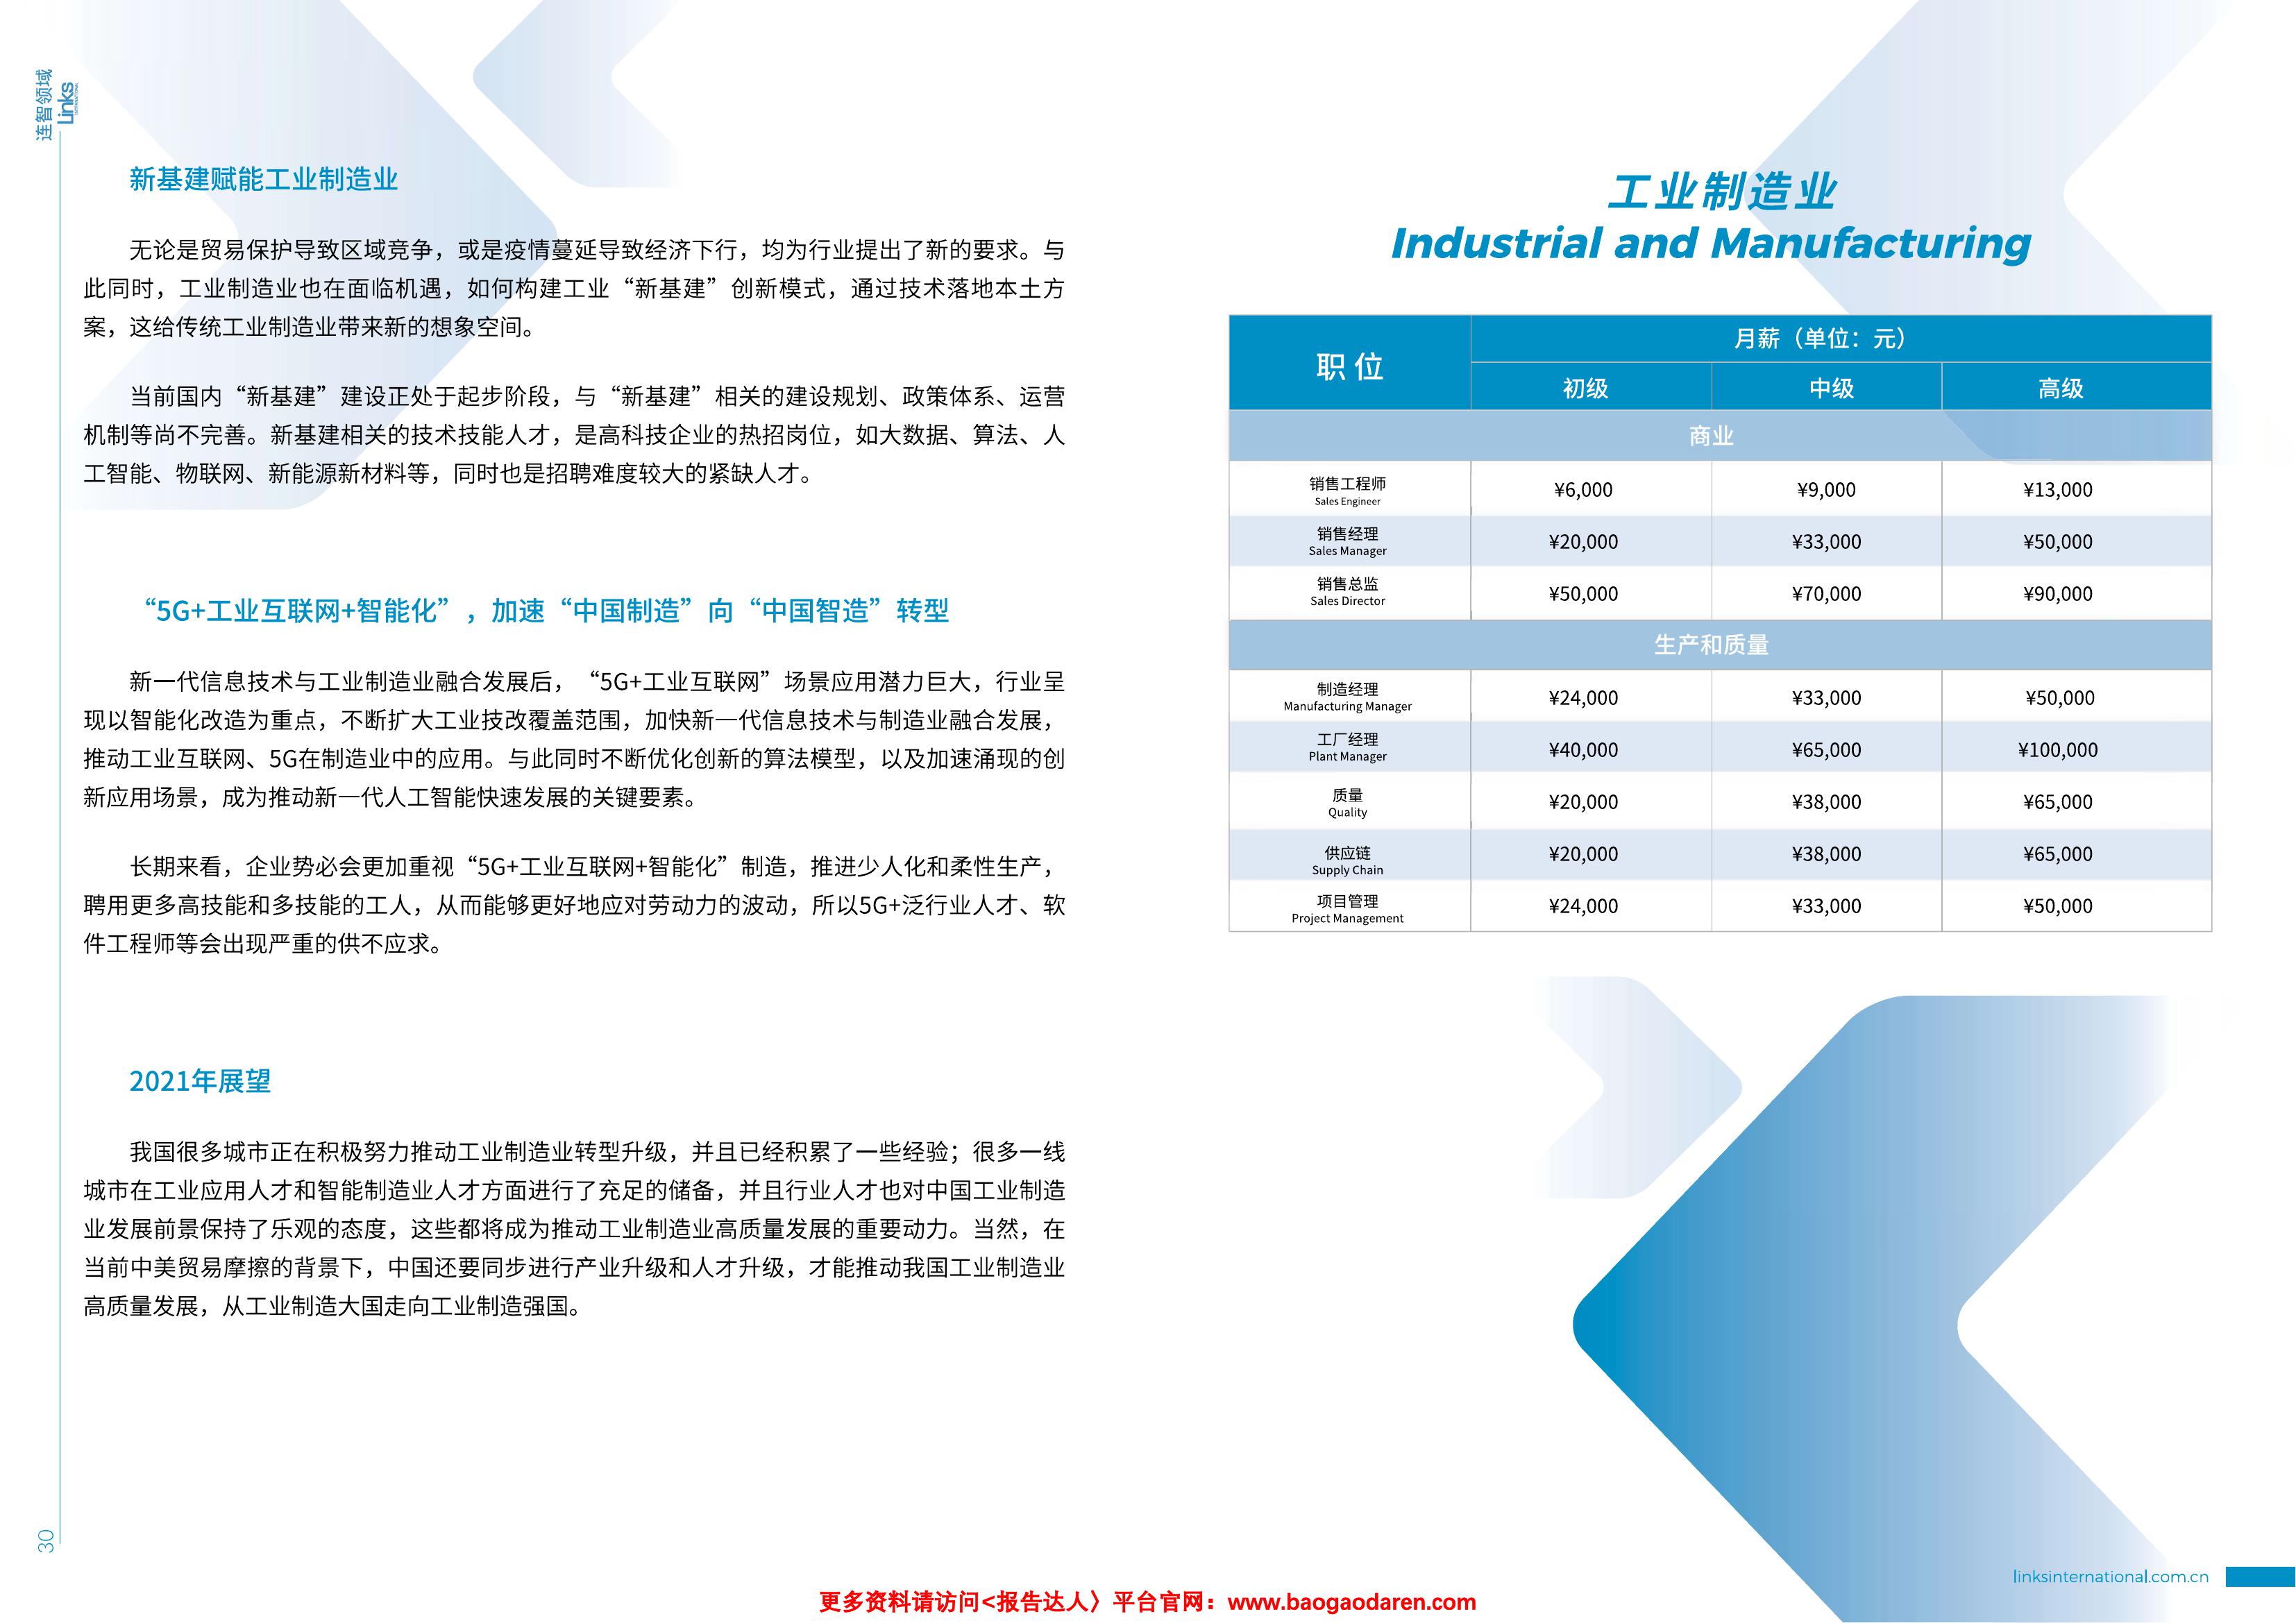 连智领域
Links
INTERNATIONAL
新基建赋能工业制造业
无论是贸易保护导致区域竞争，或是疫情蔓延导致经济下行，均为行业提出了新的要求。与
此同时，工业制造业也在面临机遇，如何构建工业“新基建”创新模式，通过技术落地本土方
案，这给传统工业制造业带来新的想象空间。
当前国内“新基建”建设正处于起步阶段，与“新基建”相关的建设规划、政策体系、运营
机制等尚不完善。新基建相关的技术技能人才，是高科技企业的热招岗位，如大数据、算法、人
工智能、物联网、新能源新材料等，同时也是招聘难度较大的紧缺人才。
“5G+工业互联网+智能化”，加速“中国制造”向“中国智造”转型
新一代信息技术与工业制造业融合发展后，“5G+工业互联网”场景应用潜力巨大，行业呈
现以智能化改造为重点，不断扩大工业技改覆盖范围，加快新一代信息技术与制造业融合发展，
推动工业互联网、5G在制造业中的应用。与此同时不断优化创新的算法模型，以及加速涌现的创
新应用场景，成为推动新一代人工智能快速发展的关键要素。
长期来看，企业势必会更加重视“5G+工业互联网+智能化”制造，推进少人化和柔性生产，
聘用更多高技能和多技能的工人，从而能够更好地应对劳动力的波动，所以5G+泛行业人才、软
件工程师等会出现严重的供不应求。
2021年展望
我国很多城市正在积极努力推动工业制造业转型升级，并且已经积累了一些经验；很多一线
城市在工业应用人才和智能制造业人才方面进行了充足的储备，并且行业人才也对中国工业制造
业发展前景保持了乐观的态度，这些都将成为推动工业制造业高质量发展的重要动力。当然，在
当前中美贸易摩擦的背景下，中国还要同步进行产业升级和人才升级，才能推动我国工业制造业
高质量发展，从工业制造大国走向工业制造强国。
30
工业制造业
Industrial and Manufacturing
职 位
月薪（单位：元）
初级 中级 高级
商业
销售工程师 ¥6,000 ¥9,000 ¥13,000
Sales Engineer
销售经理 ¥20,000 ¥33,000 ¥50,000
Sales Manager
销售总监 ¥50,000 ¥70,000 ¥90,000
Sales Director
生产和质量
制造经理 ¥24,000 ¥33,000 ¥50,000
Manufacturing Manager
工厂经理 ¥40,000 ¥65,000 ¥100,000
Plant Manager
质量 ¥20,000 ¥38,000 ¥65,000
Quality
供应链 ¥20,000 ¥38,000 ¥65,000
Supply Chain
项目管理 ¥24,000 ¥33,000 ¥50,000
Project Management
linksinternational.com.cn
更多资料请访问<报告达人〉平台官网：www.baogaodaren.com